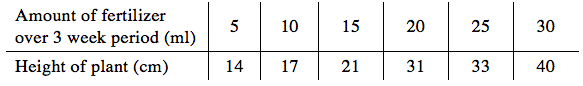 Amount of fertilizer
over 3 week period (ml) 5 10 15 20 25 30
Height of plant (cm) 14 17 21 31 33 40